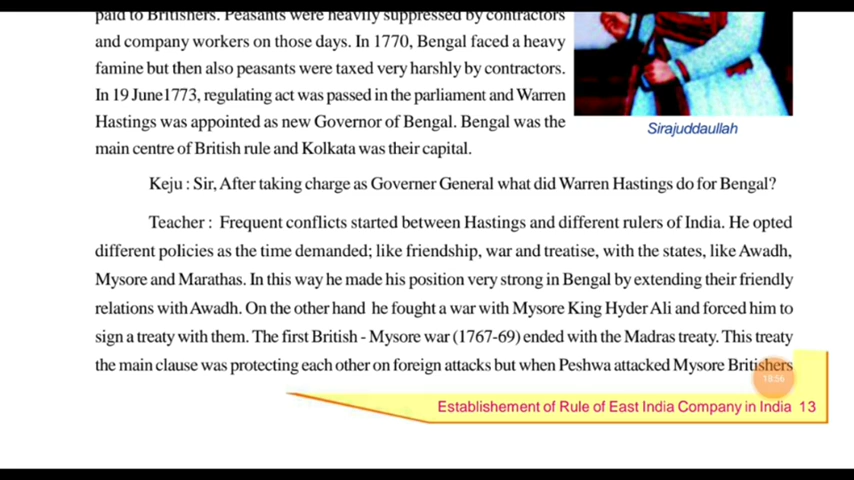 paid to Britishers. Peasants were heavily suppressed by contractors
and company workers on those days. In 1770, Bengal faced a heavy
famine but then also peasants were taxed very harshly by contractors.
In 19 June1773, regulating act was passed in the parliament and Warren
Hastings was appointed as new Governor of Bengal. Bengal was the
main centre of British rule and Kolkata was their capital.
Sirajuddaullah
Keju : Sir, After taking charge as Governer General what did Warren Hastings do for Bengal?
Teacher : Frequent conflicts started between Hastings and different rulers of India. He opted
different policies as the time demanded; like friendship, war and treatise, with the states, like Awadh,
Mysore and Marathas. In this way he made his position very strong in Bengal by extending their friendly
relations with Awadh. On the other hand he fought a war with Mysore King Hyder Ali and forced him to
sign a treaty with them. The first British - Mysore war (1767-69) ended with the Madras treaty. This treaty
the main clause was protecting each other on foreign attacks but when Peshwa attacked Mysore Britishers
18:56
Establishement of Rule of East India Company in India 13